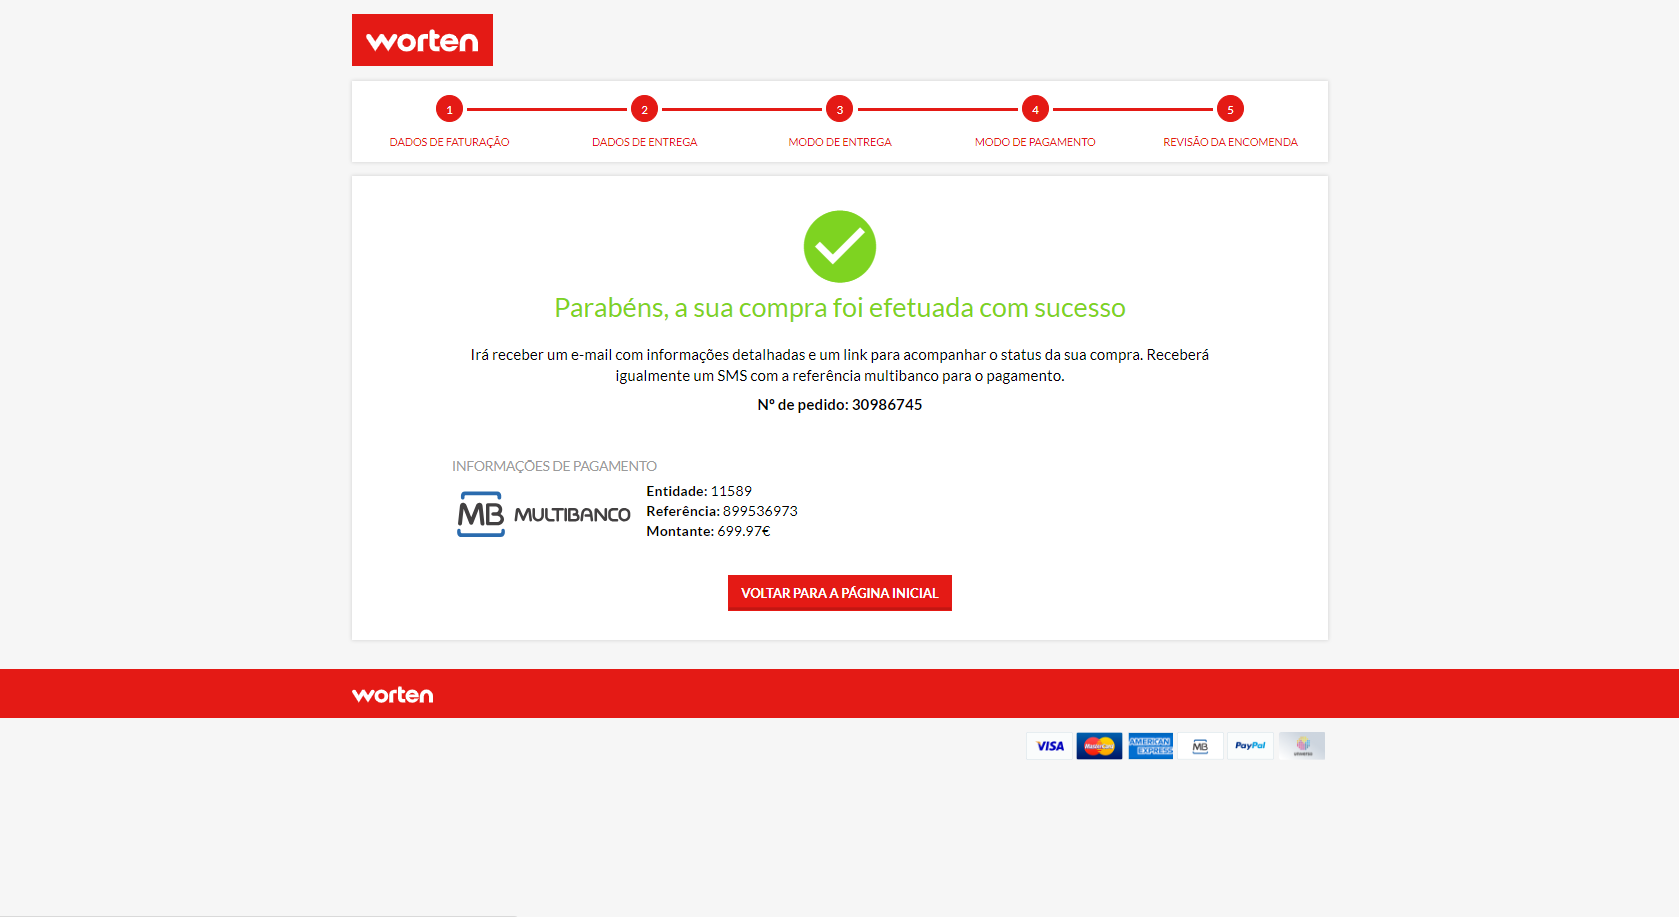 worten
1 2 3 4 5
DADOS DE FATURAÇÃO DADOS DE ENTREGA MODO DE ENTREGA MODO DE PAGAMENTO REVISÃO DA ENCOMENDA
Parabéns, a sua compra foi efetuada com sucesso
Irá receber um e-mail com informações detalhadas e um link para acompanhar o status da sua compra. Receberá
igualmente um SMS com a referência multibanco para o pagamento.
Nº de pedido: 30986745
INFORMAÇÕES DE PAGAMENTO
MB MULTIBANCO
Entidade: 11589
Referência: 899536973
Montante: 699.97€
VOLTAR PARA A PÁGINA INICIAL
worten
VISA MasterCard AMERICAN EXPRESS MB PayPal